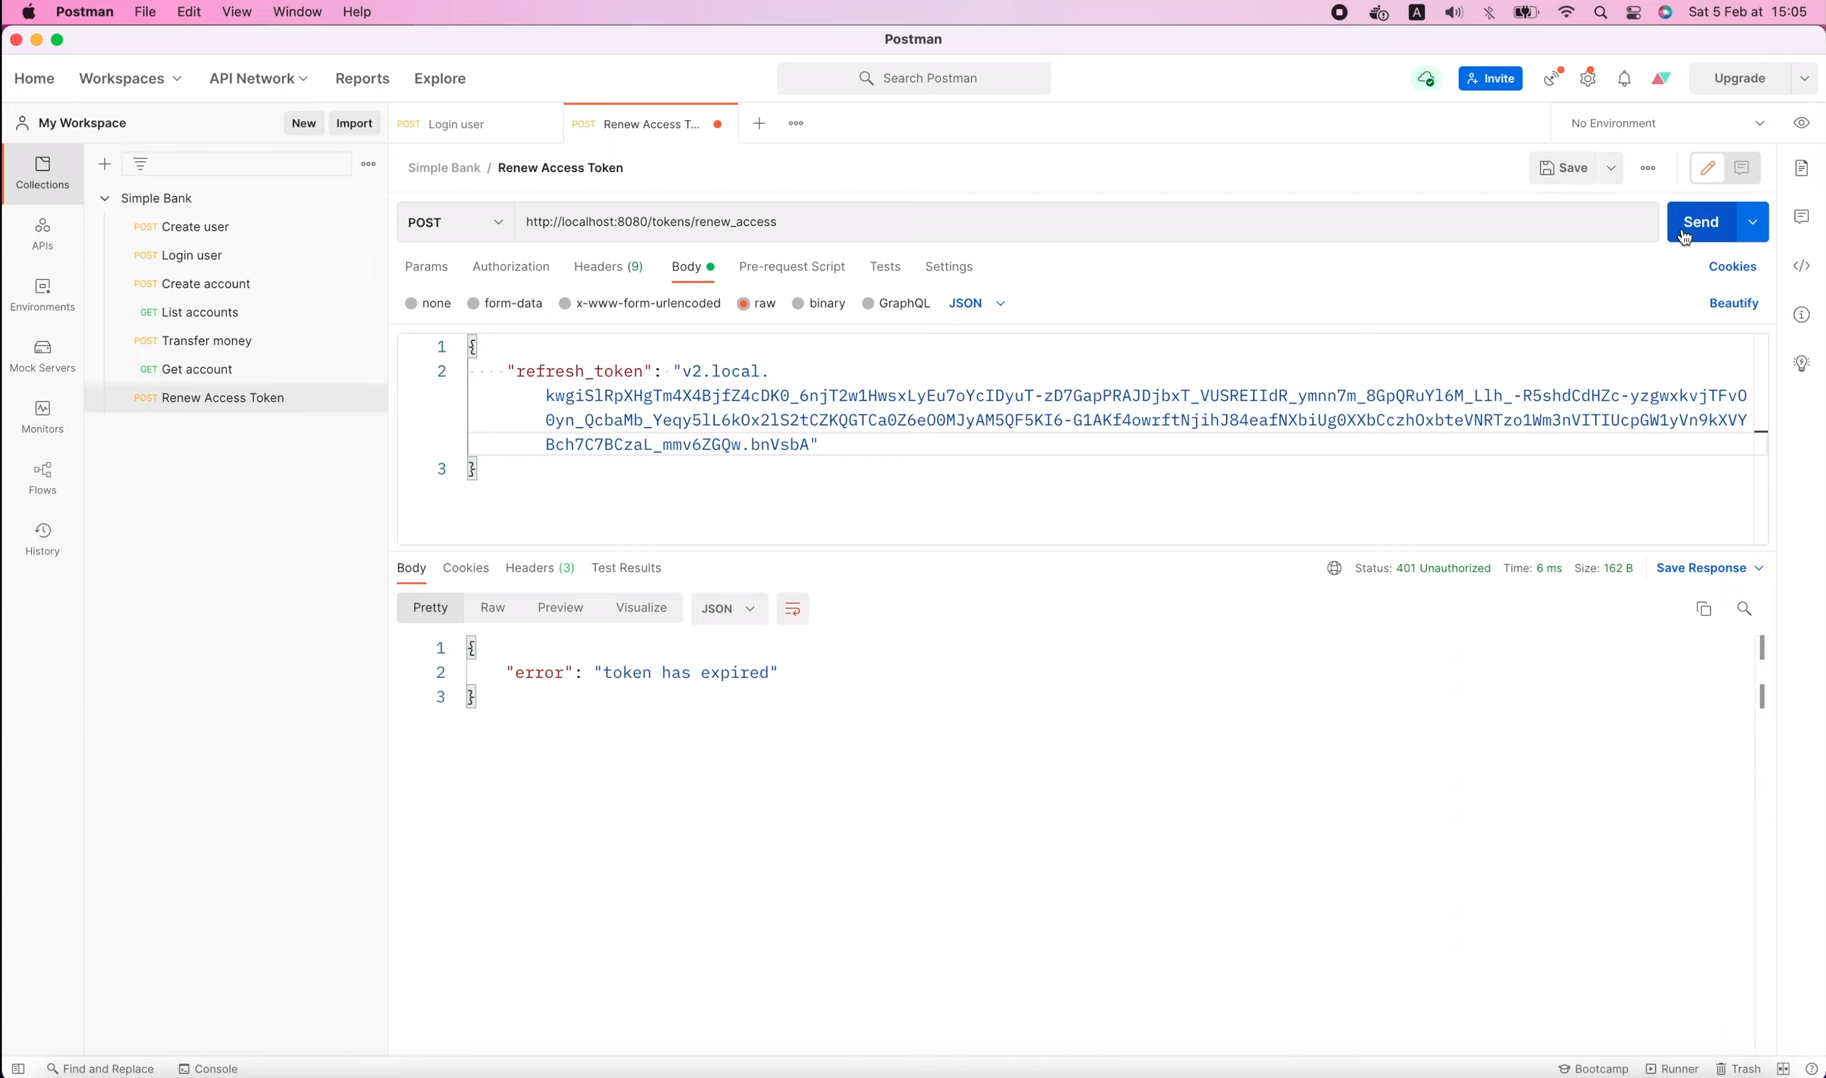 Postman File Edit View Window Help
A Sat 5 Feb at 15:05
Postman
Home Workspaces API Network Reports Explore
Search Postman
Invite
Upgrade
My Workspace
New Import
POST Login user
POST Renew Access T...
No Environment
Collections
APIs
Environments
Mock Servers
Monitors
Flows
History
Simple Bank
POST Create user
POST Login user
POST Create account
GET List accounts
POST Transfer money
GET Get account
POST Renew Access Token
Simple Bank / Renew Access Token
Save
POST http://localhost:8080/tokens/renew_access
Send
Params Authorization Headers (9) Body Pre-request Script Tests Settings
Cookies
none form-data x-www-form-urlencoded raw binary GraphQL JSON
Beautify
1 {
2 "refresh_token": "v2.local.
kwgiSlRpXHgTm4X4BjfZ4cDK0_6njT2w1HwsxLyEu7oYcIDyuT-zD7GapPRAJDjbxT_VUSREIIdR_ymnn7m_8GpQRuYl6M_Llh_-R5shdCdHZc-yzgwxkvjTFvO
0yn_QcbaMb_Yeqy5lL6kOx2lS2tCZKQGTCa0Z6eO0MJyAM5QF5KI6-G1AKf4owrftNjihJ84eafNXbiUg0XXbCczhOxbteVNRTzo1Wm3nVITIUcpGW1yVn9kXVY
Bch7C7BCzaL_mmv6ZGQw.bnVsbA"
3 }
Body Cookies Headers (3) Test Results
Status: 401 Unauthorized Time: 6 ms Size: 162 B Save Response
Pretty Raw Preview Visualize JSON
1 {
2 "error": "token has expired"
3 }
Find and Replace Console
Bootcamp Runner Trash